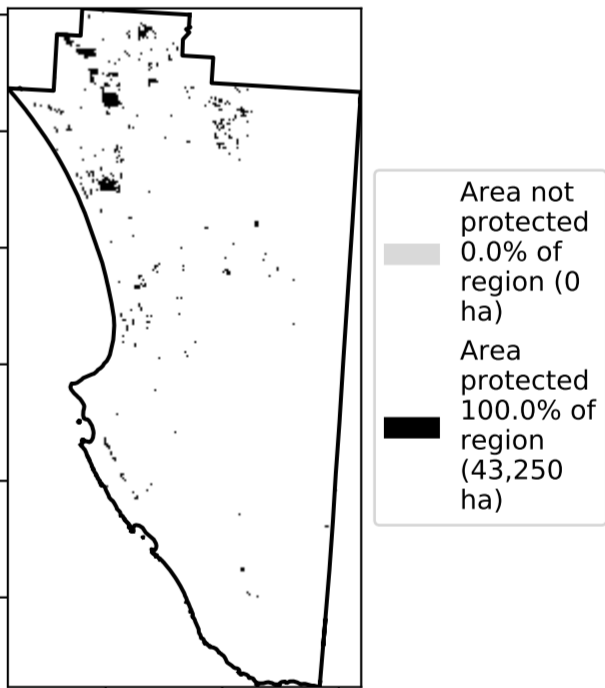 Area not
protected
0.0% of
region (0
ha)
Area
protected
100.0% of
region
(43,250
ha)